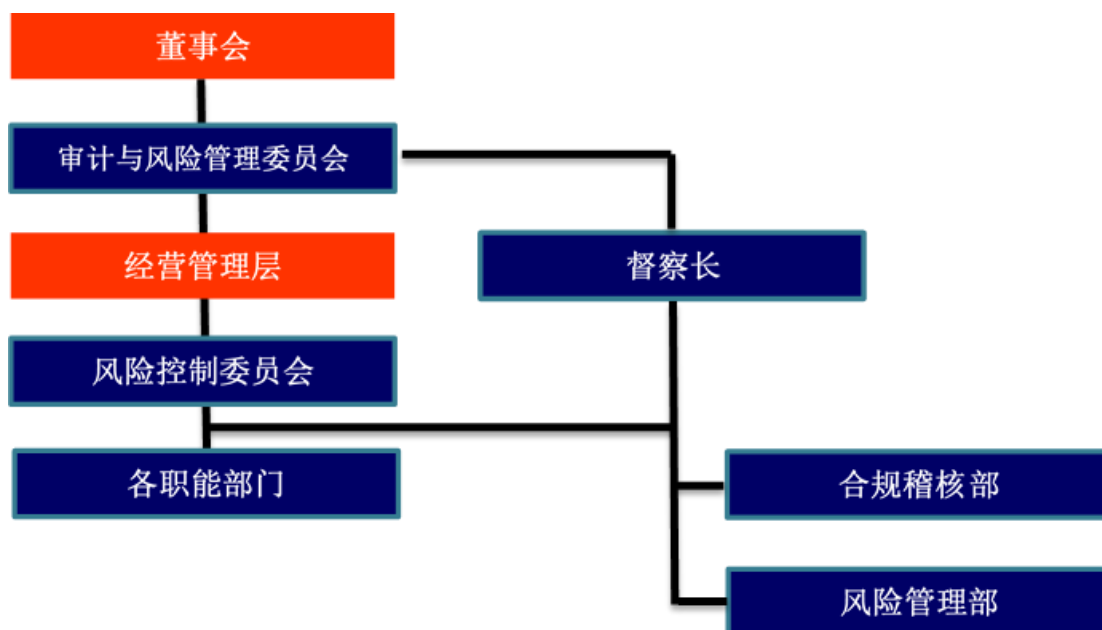 董事会
审计与风险管理委员会
经营管理层
督察长
风险控制委员会
各职能部门
合规稽核部
风险管理部